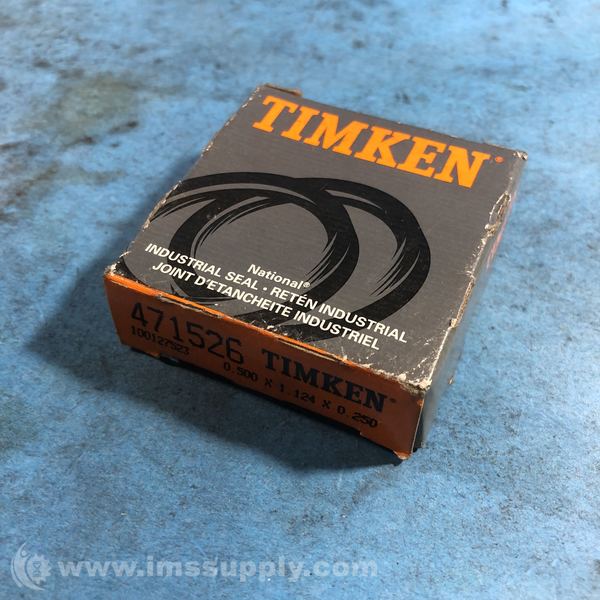 TIMKEN
National®
INDUSTRIAL SEAL • RETÉN INDUSTRIAL
JOINT D'ETANCHEITE INDUSTRIEL
471526 TIMKEN
100127523
0.500 X 1.124 X 0.250
www.imssupply.com